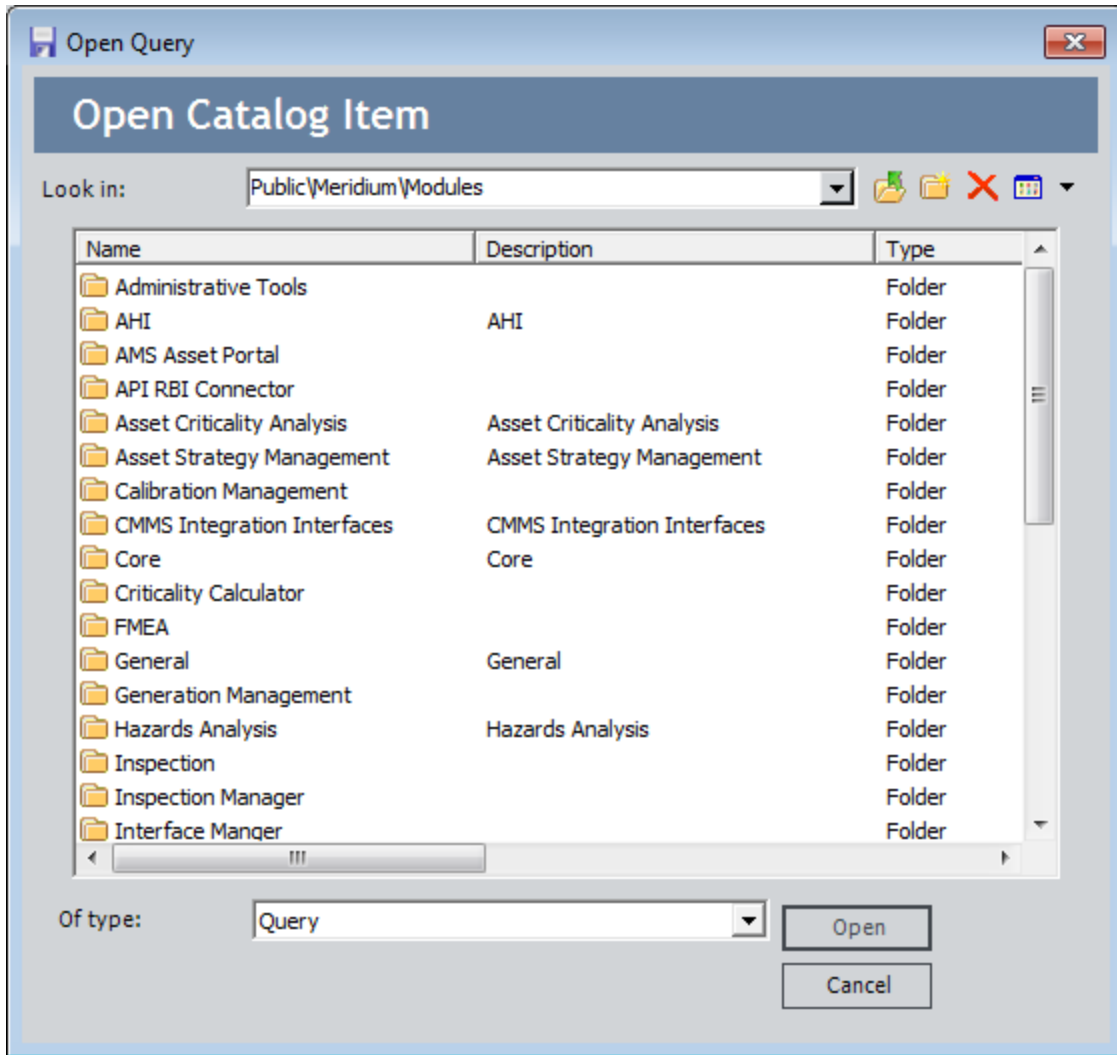 Open Query
Open Catalog Item
Look in: Public\Meridium\Modules
Name Description Type
Administrative Tools Folder
AHI AHI Folder
AMS Asset Portal Folder
API RBI Connector Folder
Asset Criticality Analysis Asset Criticality Analysis Folder
Asset Strategy Management Asset Strategy Management Folder
Calibration Management Folder
CMMS Integration Interfaces CMMS Integration Interfaces Folder
Core Core Folder
Criticality Calculator Folder
FMEA Folder
General General Folder
Generation Management Folder
Hazards Analysis Hazards Analysis Folder
Inspection Folder
Inspection Manager Folder
Interface Manger Folder
Of type: Query Open
Cancel